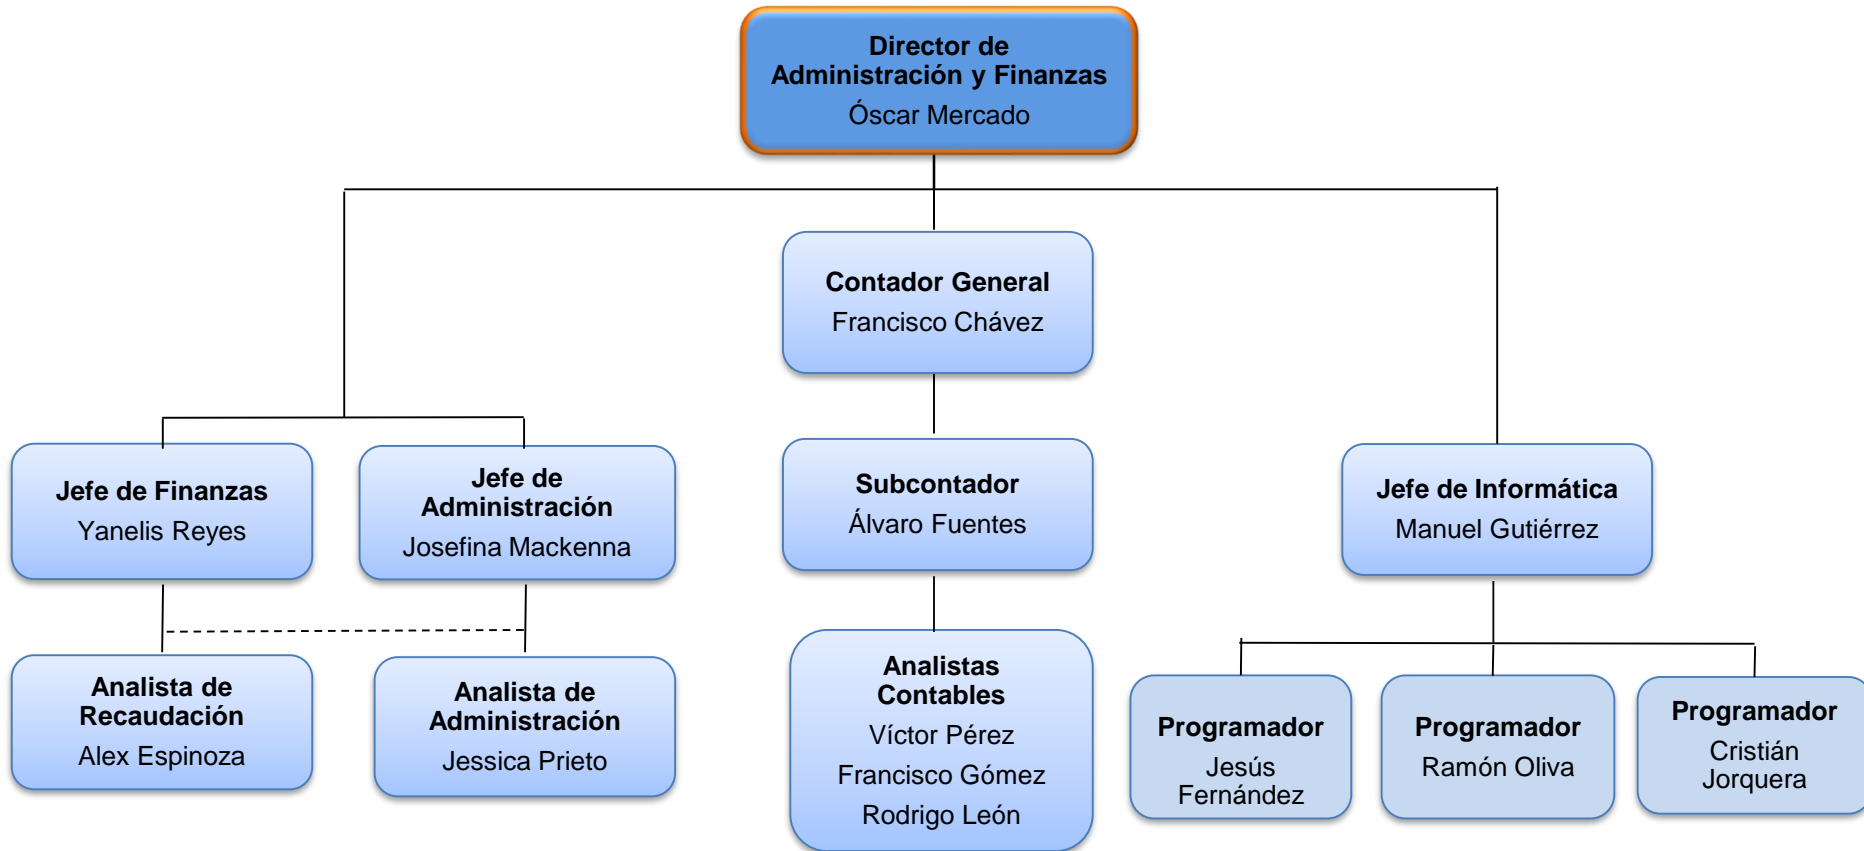 Director de
Administración y Finanzas
Óscar Mercado
Contador General
Francisco Chávez
Jefe de Finanzas
Yanelis Reyes
Jefe de
Administración
Josefina Mackenna
Subcontador
Álvaro Fuentes
Jefe de Informática
Manuel Gutiérrez
Analista de
Recaudación
Alex Espinoza
Analista de
Administración
Jessica Prieto
Analistas
Contables
Víctor Pérez
Francisco Gómez
Rodrigo León
Programador
Jesús
Fernández
Programador
Ramón Oliva
Programador
Cristián
Jorquera